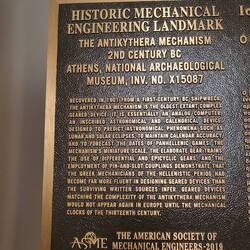 HISTORIC MECHANICAL
ENGINEERING LANDMARK
THE ANTIKYTHERA MECHANISM
2ND CENTURY BC
ATHENS, NATIONAL ARCHAEOLOGICAL
MUSEUM, INV. NO. X15087
RECOVERED IN 1901 FROM A FIRST-CENTURY BC SHIPWRECK,
THE ANTIKYTHERA MECHANISM IS THE OLDEST EXTANT COMPLEX
GEARED DEVICE. IT IS ESSENTIALLY AN ANALOG COMPUTER:
AN INSCRIBED, ASTRONOMICAL AND CALENDRICAL DEVICE
DESIGNED TO PREDICT ASTRONOMICAL PHENOMENA SUCH AS
LUNAR AND SOLAR ECLIPSES, TO MAINTAIN CALENDAR ACCURACY,
AND TO FORECAST THE DATES OF PANHELLENIC GAMES. THE
MECHANISM'S MINIATURE SCALE, THE ELABORATE GEAR TRAINS,
THE USE OF DIFFERENTIAL AND EPICYCLIC GEARS, AND THE
EMPLOYMENT OF PIN-AND-SLOT COUPLINGS DEMONSTRATE THAT
THE GREEK MECHANICIANS OF THE HELLENISTIC PERIOD HAD
BECOME FAR MORE FLUENT IN DESIGNING GEARED DEVICES THAN
THE SURVIVING WRITTEN SOURCES INFER. GEARED DEVICES
MATCHING THE COMPLEXITY OF THE ANTIKYTHERA MECHANISM
WOULD NOT APPEAR AGAIN IN EUROPE UNTIL THE MECHANICAL
CLOCKS OF THE THIRTEENTH CENTURY.
ASME THE AMERICAN SOCIETY OF
MECHANICAL ENGINEERS-2019